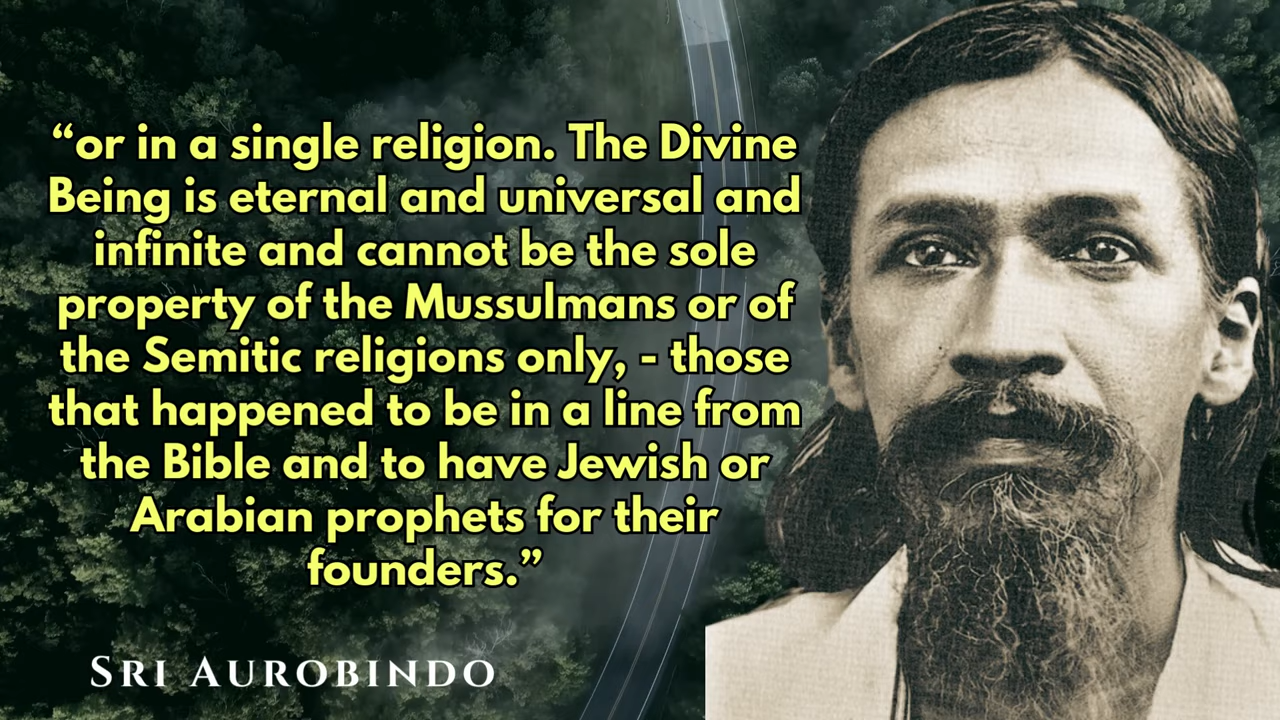 “or in a single religion. The Divine
Being is eternal and universal and
infinite and cannot be the sole
property of the Mussulmans or of
the Semitic religions only, - those
that happened to be in a line from
the Bible and to have Jewish or
Arabian prophets for their
founders.”
SRI AUROBINDO